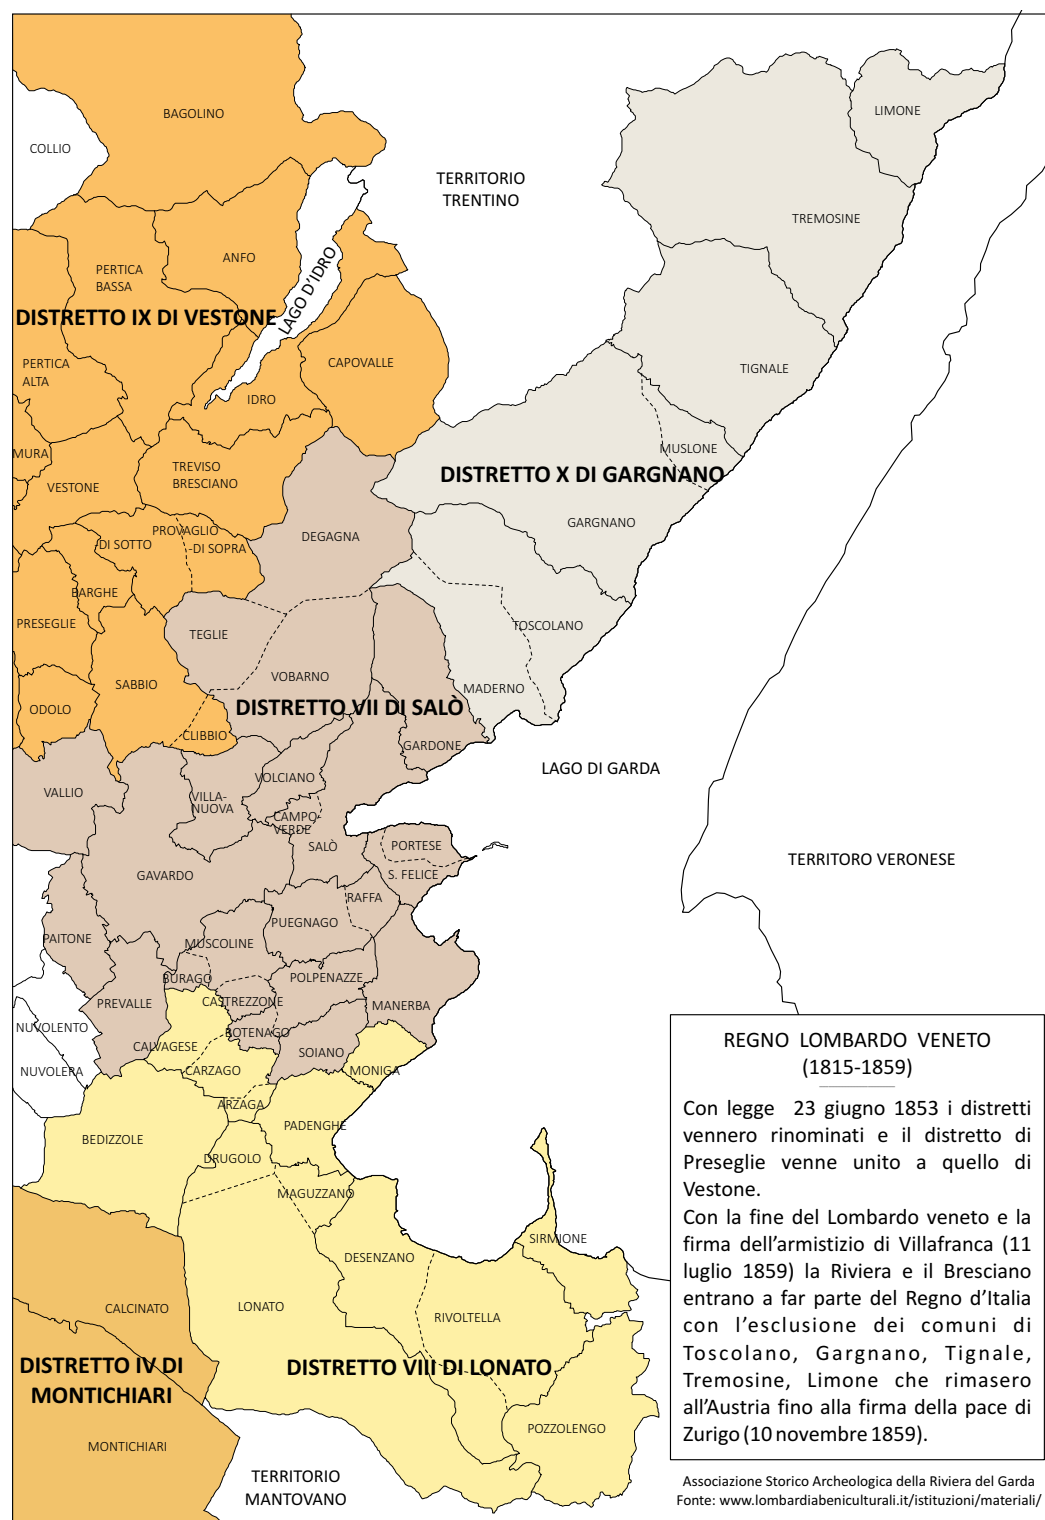 BAGOLINO
LIMONE
COLLIO
TERRITORIO
TRENTINO
TREMOSINE
ANFO
PERTICA
BASSA
LAGO D'IDRO
DISTRETTO IX DI VESTONE
PERTICA
ALTA
CAPOVALLE
TIGNALE
IDRO
MURA
MUSLONE
TREVISO
BRESCIANO
DISTRETTO X DI GARGNANO
VESTONE
GARGNANO
PROVAGLIO
-DI SOTTO
-DI SOPRA
DEGAGNA
BARGHE
PRESEGLIE
TEGLIE
TOSCOLANO
VOBARNO
SABBIO
MADERNO
ODOLO
DISTRETTO VII DI SALÒ
CLIBBIO
GARDONE
LAGO DI GARDA
VOLCIANO
VALLIO
VILLA-
NUOVA
CAMPO-
VERDE
SALÒ
PORTESE
TERRITORO VERONESE
GAVARDO
S. FELICE
RAFFA
PUEGNAGO
PAITONE
MUSCOLINE
BURAGO
POLPENAZZE
PREVALLE
CASTREZZONE
MANERBA
NUVOLENTO
BOTENAGO
CALVAGESE
SOIANO
NUVOLERA
CARZAGO
MONIGA
ARZAGA
PADENGHE
BEDIZZOLE
DRUGOLO
MAGUZZANO
SIRMIONE
DESENZANO
CALCINATO
LONATO
RIVOLTELLA
DISTRETTO IV DI
MONTICHIARI
DISTRETTO VIII DI LONATO
POZZOLENGO
MONTICHIARI
TERRITORIO
MANTOVANO
REGNO LOMBARDO VENETO
(1815-1859)
Con legge 23 giugno 1853 i distretti
vennero rinominati e il distretto di
Preseglie venne unito a quello di
Vestone.
Con la fine del Lombardo veneto e la
firma dell'armistizio di Villafranca (11
luglio 1859) la Riviera e il Bresciano
entrano a far parte del Regno d'Italia
con l'esclusione dei comuni di
Toscolano, Gargnano, Tignale,
Tremosine, Limone che rimasero
all'Austria fino alla firma della pace di
Zurigo (10 novembre 1859).
Associazione Storico Archeologica della Riviera del Garda
Fonte: www.lombardiabeniculturali.it/istituzioni/materiali/